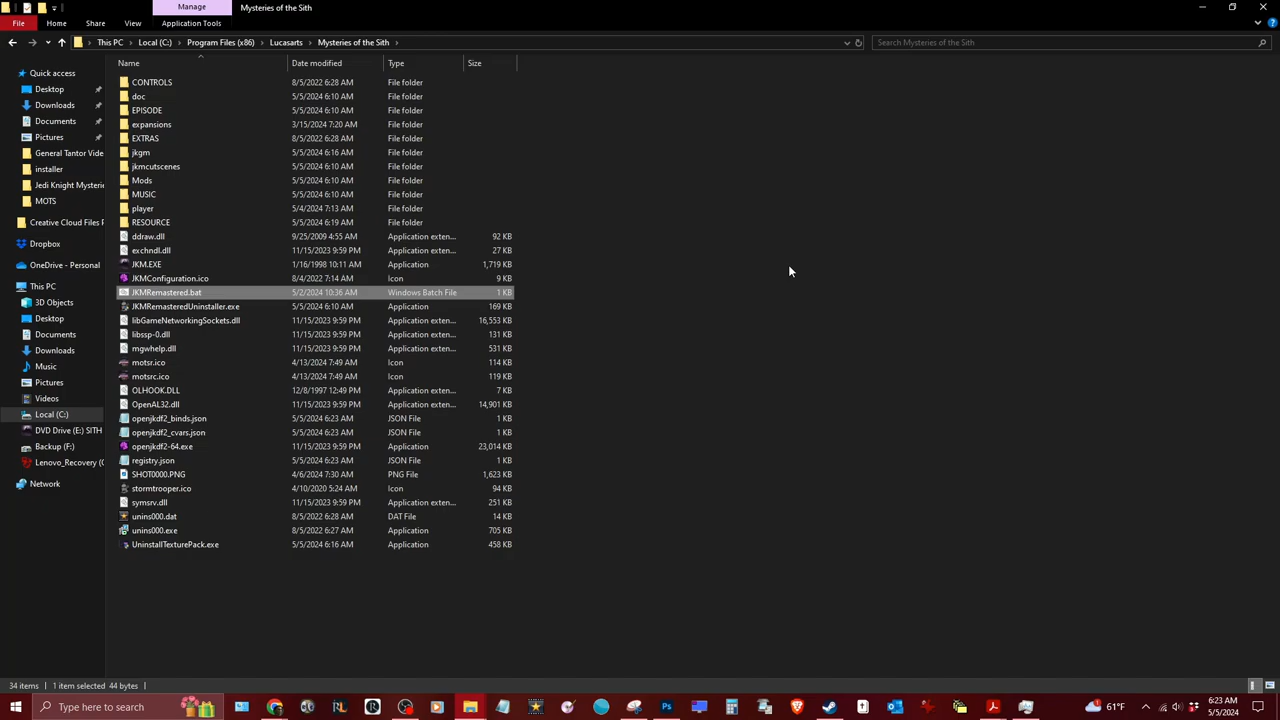 Manage
Mysteries of the Sith
File
Home
Share
View
Application Tools
This PC
Local (C:)
Program Files (x86)
Lucasarts
Mysteries of the Sith
Search Mysteries of the Sith
Name
Date modified
Type
Size
Quick access
Desktop
Downloads
Documents
Pictures
General Tantor Vide
installer
Jedi Knight Mysterie
MOTS
Creative Cloud Files P
Dropbox
OneDrive - Personal
This PC
3D Objects
Desktop
Documents
Downloads
Music
Pictures
Videos
Local (C:)
DVD Drive (E:) SITH
Backup (F:)
Lenovo_Recovery (
Network
CONTROLS 8/5/2022 6:28 AM File folder
doc 5/5/2024 6:10 AM File folder
EPISODE 5/5/2024 6:10 AM File folder
expansions 3/15/2024 7:20 AM File folder
EXTRAS 8/5/2022 6:28 AM File folder
jkgm 5/5/2024 6:16 AM File folder
jkmcutscenes 5/5/2024 6:10 AM File folder
Mods 5/5/2024 6:10 AM File folder
MUSIC 5/5/2024 6:10 AM File folder
player 5/4/2024 7:13 AM File folder
RESOURCE 5/5/2024 6:19 AM File folder
ddraw.dll 9/25/2009 4:55 AM Application exten... 92 KB
exchndl.dll 11/15/2023 9:59 PM Application exten... 27 KB
JKM.EXE 1/16/1998 10:11 AM Application 1,719 KB
JKMConfiguration.ico 8/4/2022 7:14 AM Icon 9 KB
JKMRemastered.bat 5/2/2024 10:36 AM Windows Batch File 1 KB
JKMRemasteredUninstaller.exe 5/5/2024 6:10 AM Application 169 KB
libGameNetworkingSockets.dll 11/15/2023 9:59 PM Application exten... 16,553 KB
libssp-0.dll 11/15/2023 9:59 PM Application exten... 131 KB
mgwhelp.dll 11/15/2023 9:59 PM Application exten... 531 KB
motsr.ico 4/13/2024 7:49 AM Icon 114 KB
motsrc.ico 4/13/2024 7:49 AM Icon 119 KB
OLHOOK.DLL 12/8/1997 12:49 PM Application exten... 7 KB
OpenAL32.dll 11/15/2023 9:59 PM Application exten... 14,901 KB
openjkdf2_binds.json 5/5/2024 6:23 AM JSON File 1 KB
openjkdf2_cvars.json 5/5/2024 6:23 AM JSON File 1 KB
openjkdf2-64.exe 11/15/2023 9:59 PM Application 23,014 KB
registry.json 5/5/2024 6:23 AM JSON File 1 KB
SHOT0000.PNG 4/6/2024 7:30 AM PNG File 1,623 KB
stormtrooper.ico 4/10/2020 5:24 AM Icon 94 KB
symsrv.dll 11/15/2023 9:59 PM Application exten... 251 KB
unins000.dat 8/5/2022 6:28 AM DAT File 14 KB
unins000.exe 8/5/2022 6:27 AM Application 705 KB
UninstallTexturePack.exe 5/5/2024 6:16 AM Application 458 KB
34 items
1 item selected 44 bytes
Type here to search
61°F
6:23 AM
5/5/2024